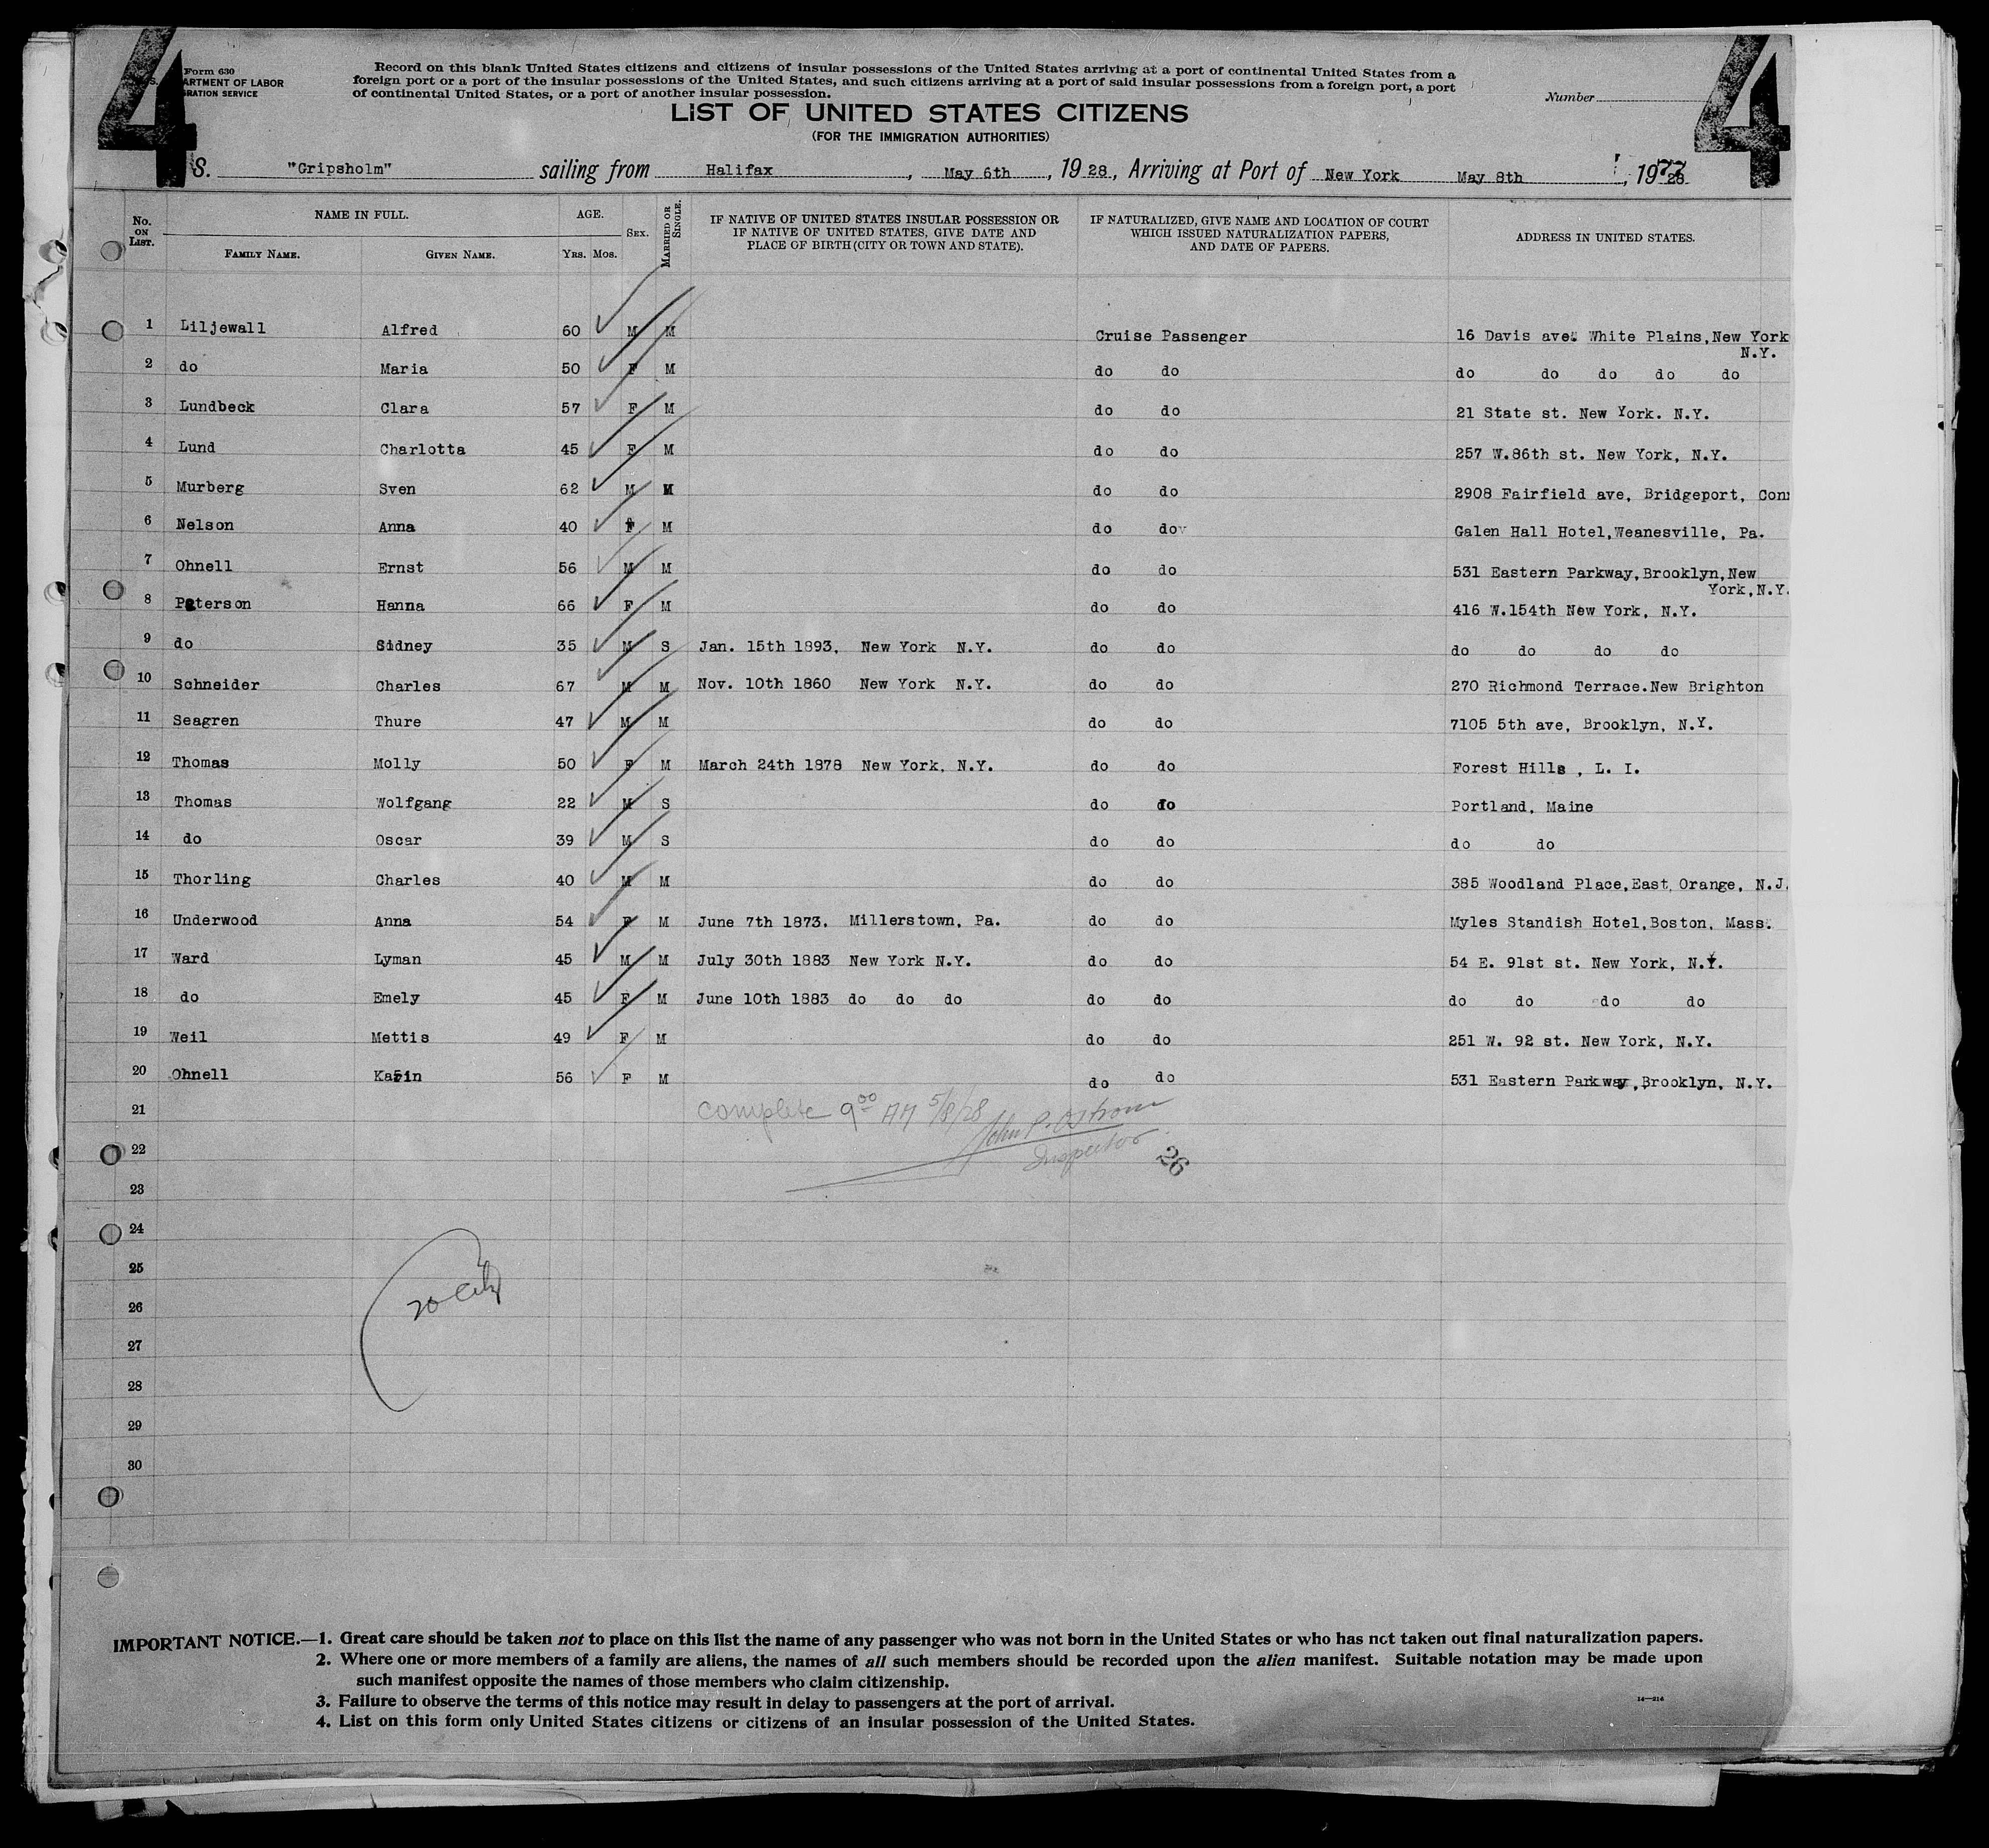 4 4
Form 630
ARTMENT OF LABOR
GRATION SERVICE
Record on this blank United States citizens and citizens of insular possessions of the United States arriving at a port of continental United States from a
foreign port or a port of the insular possessions of the United States, and such citizens arriving at a port of said insular possessions from a foreign port, a port
of continental United States, or a port of another insular possession.
Number
LIST OF UNITED STATES CITIZENS
(FOR THE IMMIGRATION AUTHORITIES)
S. "Gripsholm" sailing from Halifax, May 6th, 1928, Arriving at Port of New York May 8th, 1928
No. ON LIST. NAME IN FULL. FAMILY NAME. GIVEN NAME. AGE. YRS. MOS. SEX. MARRIED OR SINGLE. IF NATIVE OF UNITED STATES INSULAR POSSESSION OR IF NATIVE OF UNITED STATES, GIVE DATE AND PLACE OF BIRTH (CITY OR TOWN AND STATE). IF NATURALIZED, GIVE NAME AND LOCATION OF COURT WHICH ISSUED NATURALIZATION PAPERS, AND DATE OF PAPERS. ADDRESS IN UNITED STATES.
1 Liljewall Alfred 60 M M Cruise Passenger 16 Davis ave. White Plains, New York N.Y.
2 do Maria 50 F M do do do do do do do
3 Lundbeck Clara 57 F M do do 21 State st. New York. N.Y.
4 Lund Charlotta 45 F M do do 257 W.86th st. New York, N.Y.
5 Murberg Sven 62 M M do do 2908 Fairfield ave, Bridgeport, Con
6 Nelson Anna 40 F M do do Galen Hall Hotel, Weanesville, Pa.
7 Ohnell Ernst 56 M M do do 531 Eastern Parkway, Brooklyn, New York, N.Y.
8 Peterson Hanna 66 F M do do 416 W.154th New York, N.Y.
9 do Sidney 35 M S Jan. 15th 1893, New York N.Y. do do do do do do
10 Schneider Charles 67 M M Nov. 10th 1860 New York N.Y. do do 270 Richmond Terrace. New Brighton
11 Seagren Thure 47 M M do do 7105 5th ave, Brooklyn, N.Y.
12 Thomas Molly 50 F M March 24th 1878 New York, N.Y. do do Forest Hills , L. I.
13 Thomas Wolfgang 22 M S do do Portland, Maine
14 do Oscar 39 M S do do do do
15 Thorling Charles 40 M M do do 385 Woodland Place, East, Orange, N.J.
16 Underwood Anna 54 F M June 7th 1873. Millerstown, Pa. do do Myles Standish Hotel, Boston, Mass.
17 Ward Lyman 45 M M July 30th 1883 New York N.Y. do do 54 E. 91st st. New York, N.Y.
18 do Emely 45 F M June 10th 1883 do do do do do do do do do
19 Weil Mettis 49 F M do do 251 W. 92 st. New York, N.Y.
20 Ohnell Karin 56 F M do do 531 Eastern Parkway, Brooklyn, N.Y.
21 Complete 9 00 AM 5/8/28
John P. Ostrom
22 Inspector 26
23
24
25
26 20 City
27
28
29
30
IMPORTANT NOTICE.—1. Great care should be taken not to place on this list the name of any passenger who was not born in the United States or who has not taken out final naturalization papers.
2. Where one or more members of a family are aliens, the names of all such members should be recorded upon the alien manifest. Suitable notation may be made upon
such manifest opposite the names of those members who claim citizenship.
3. Failure to observe the terms of this notice may result in delay to passengers at the port of arrival.
4. List on this form only United States citizens or citizens of an insular possession of the United States.